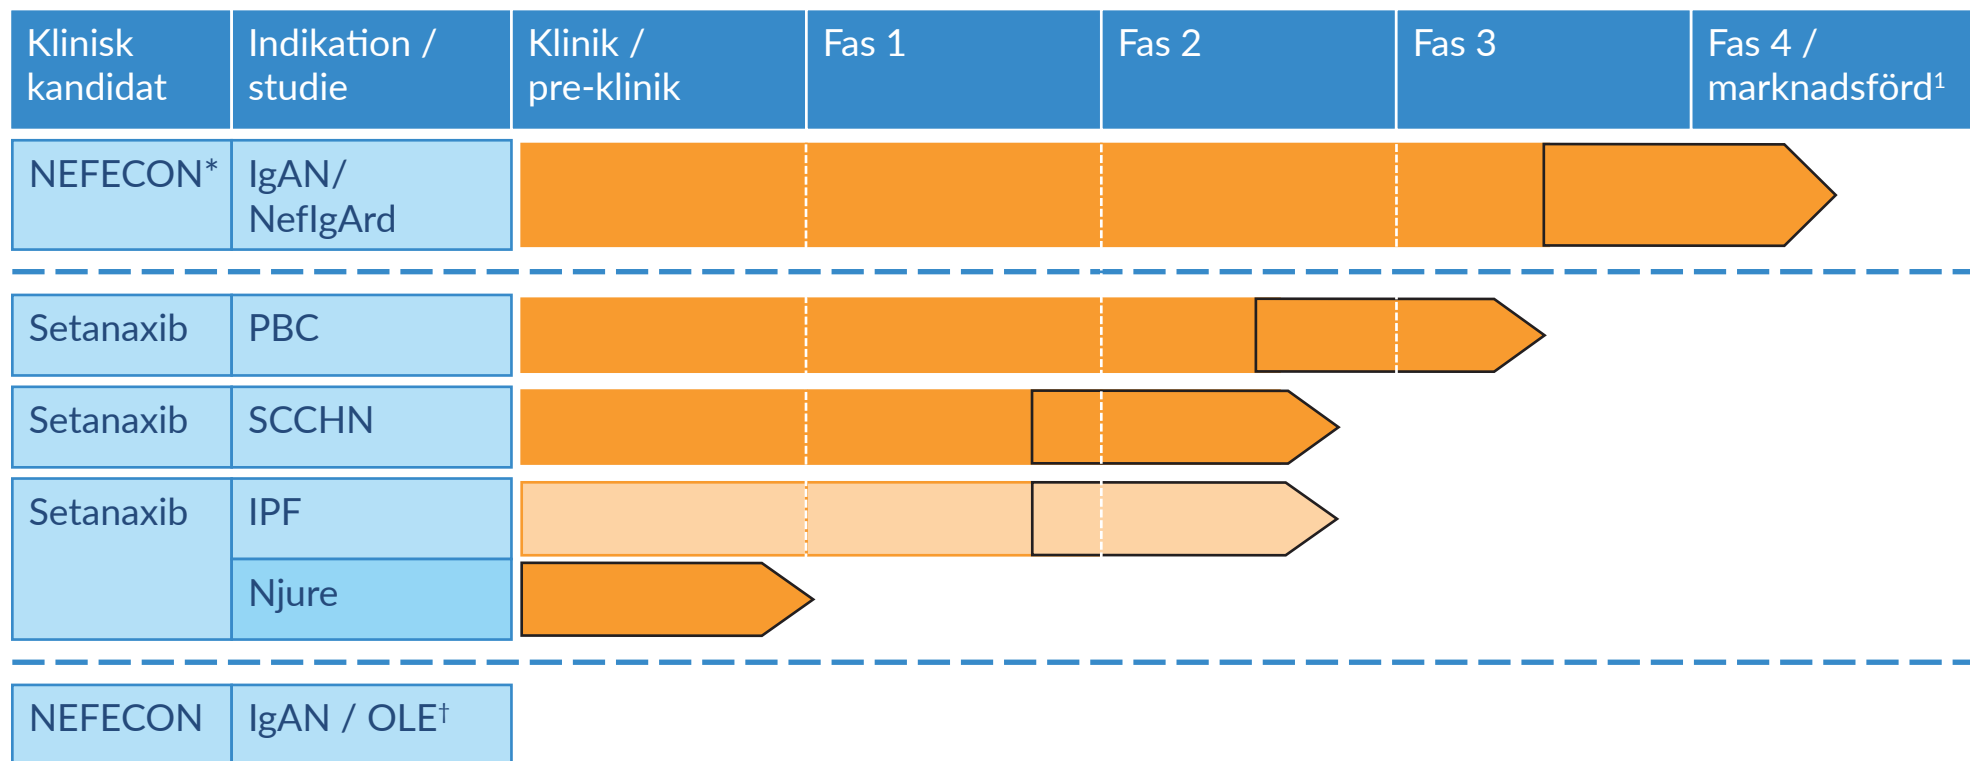 Klinisk
kandidat
Indikation /
studie
Klinik /
pre-klinik
Fas 1
Fas 2
Fas 3
Fas 4 /
marknadsförd¹
NEFECON*
IgAN/
NefIgArd
Setanaxib
PBC
Setanaxib
SCCHN
Setanaxib
IPF
Njure
NEFECON
IgAN / OLE†